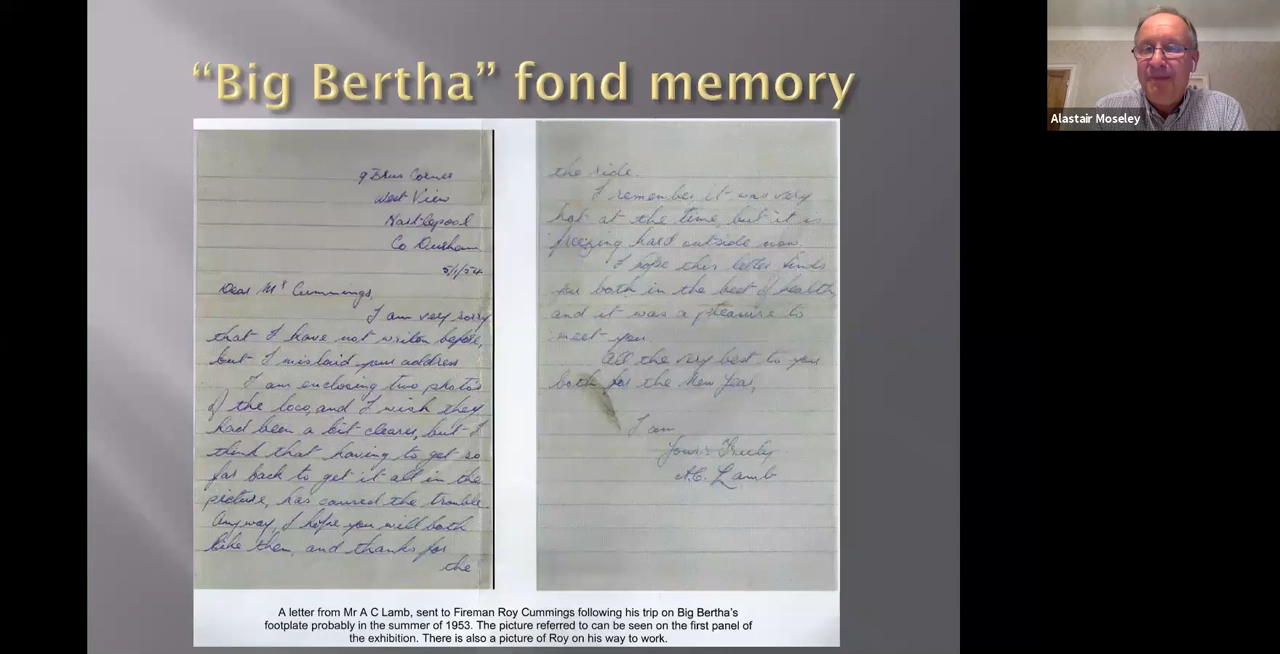 “Big Bertha” fond memory
9 Brus Corner
West View
Hartlepool
Co Durham
5/1/54
Dear Mr Cummings,
I am very sorry
that I have not writen before,
but I mislaid your address
I am enclosing two photos
of the loco, and I wish they
had been a bit clearer, but I
think that having to get so
far back to get it all in the
picture, has caused the trouble.
Anyway, I hope you will both
like them, and thanks for
the
the ride.
I remember it was very
hot at the time, but it is
freezing hard outside now.
I hope this letter finds
you both in the best of health,
and it was a pleasure to
meet you.
All the very best to you
both for the New Year,
I am
Yours Truly
A.C. Lamb
A letter from Mr A C Lamb, sent to Fireman Roy Cummings following his trip on Big Bertha’s
footplate probably in the summer of 1953. The picture referred to can be seen on the first panel of
the exhibition. There is also a picture of Roy on his way to work.
Alastair Moseley